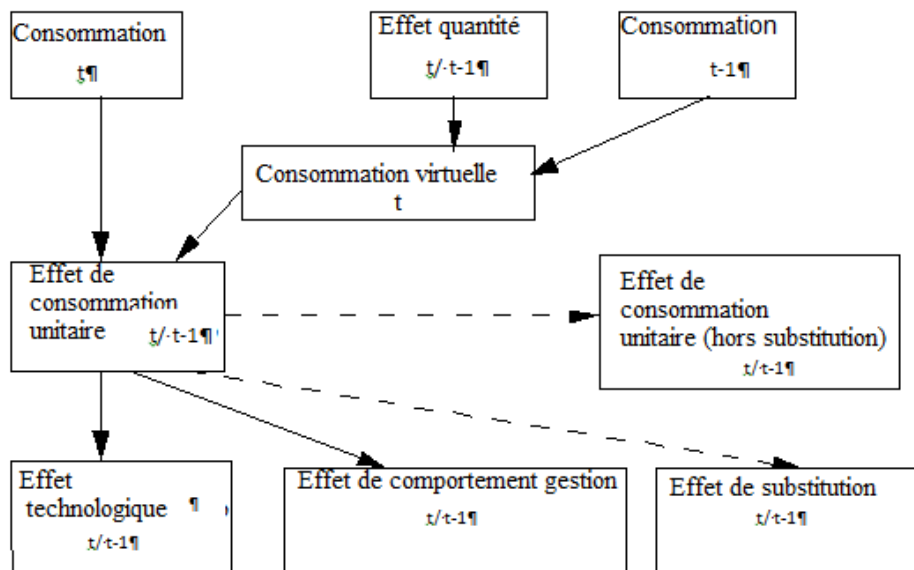 Consommation
t¶
Effet quantité
t/·t-1¶
Consommation
t-1¶
Consommation virtuelle
t
Effet de
consommation
unitaire t/·t-1¶
Effet de
consommation
unitaire (hors substitution)
t/·t-1¶
Effet
technologique ¶
t/·t-1¶
Effet de comportement gestion
t/·t-1¶
Effet de substitution
t/·t-1¶